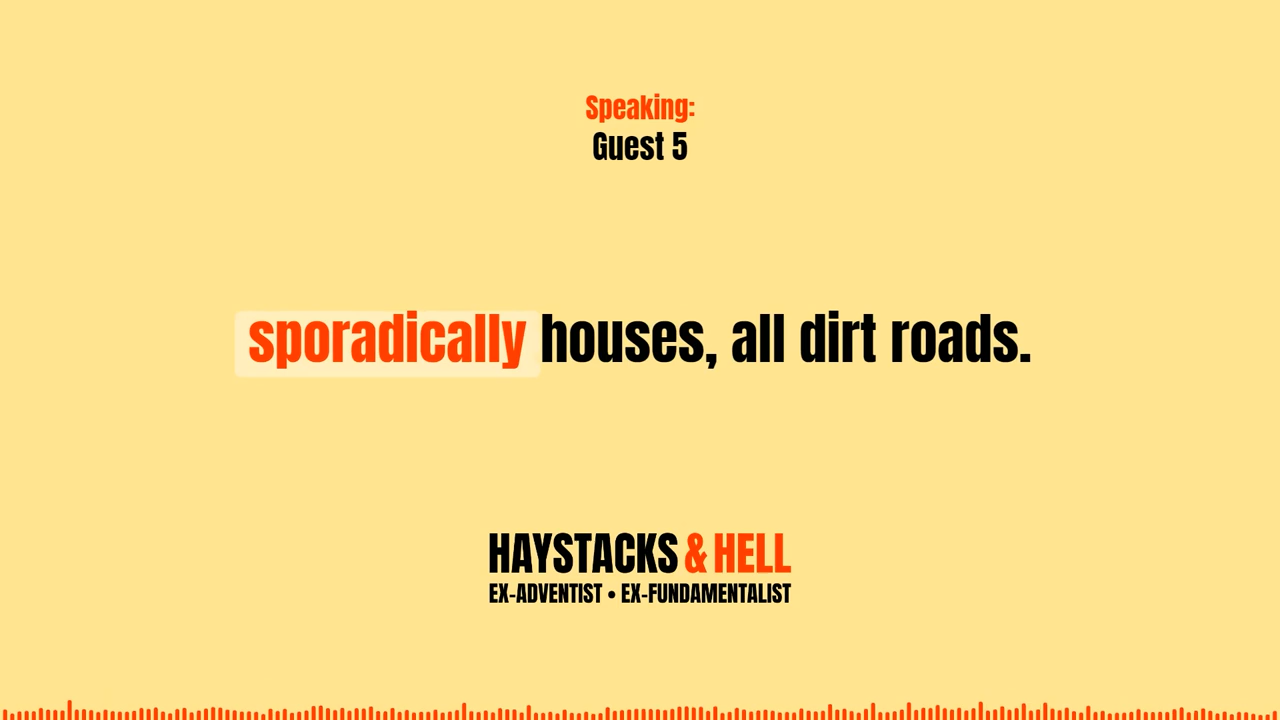 Speaking:
Guest 5
sporadically houses, all dirt roads.
HAYSTACKS & HELL
EX-ADVENTIST • EX-FUNDAMENTALIST